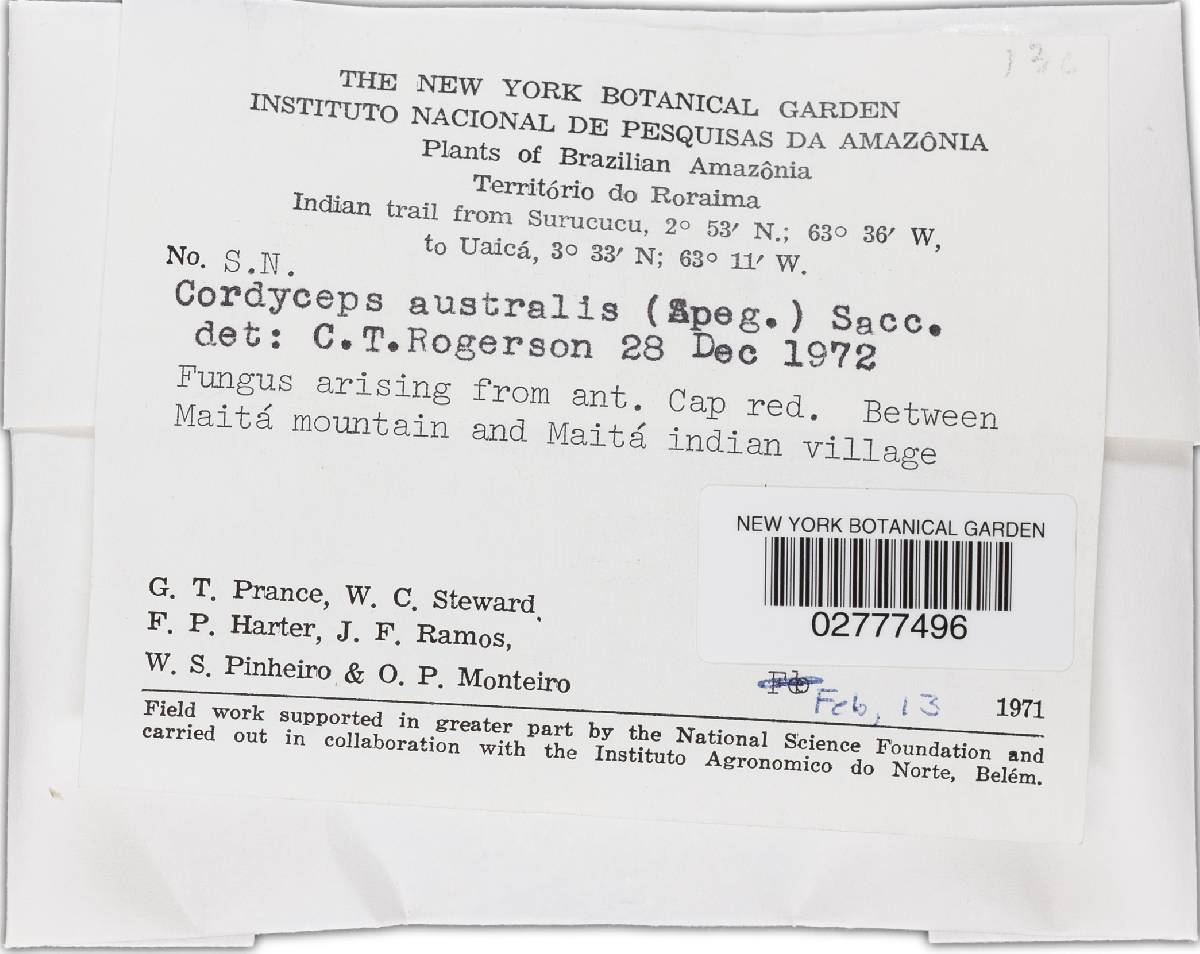 THE NEW YORK BOTANICAL GARDEN
INSTITUTO NACIONAL DE PESQUISAS DA AMAZÔNIA
Plants of Brazilian Amazônia
Território do Roraima
Indian trail from Surucucu, 2° 53′ N.; 63° 36′ W,
to Uaicá, 3° 33′ N; 63° 11′ W.
No. S.N.
Cordyceps australis (Speg.) Sacc.
det: C.T.Rogerson 28 Dec 1972
Fungus arising from ant. Cap red. Between
Maitá mountain and Maitá indian village
NEW YORK BOTANICAL GARDEN
02777496
G. T. Prance, W. C. Steward,
F. P. Harter, J. F. Ramos,
W. S. Pinheiro & O. P. Monteiro
Feb, 13 1971
Field work supported in greater part by the National Science Foundation and
carried out in collaboration with the Instituto Agronomico do Norte, Belém.